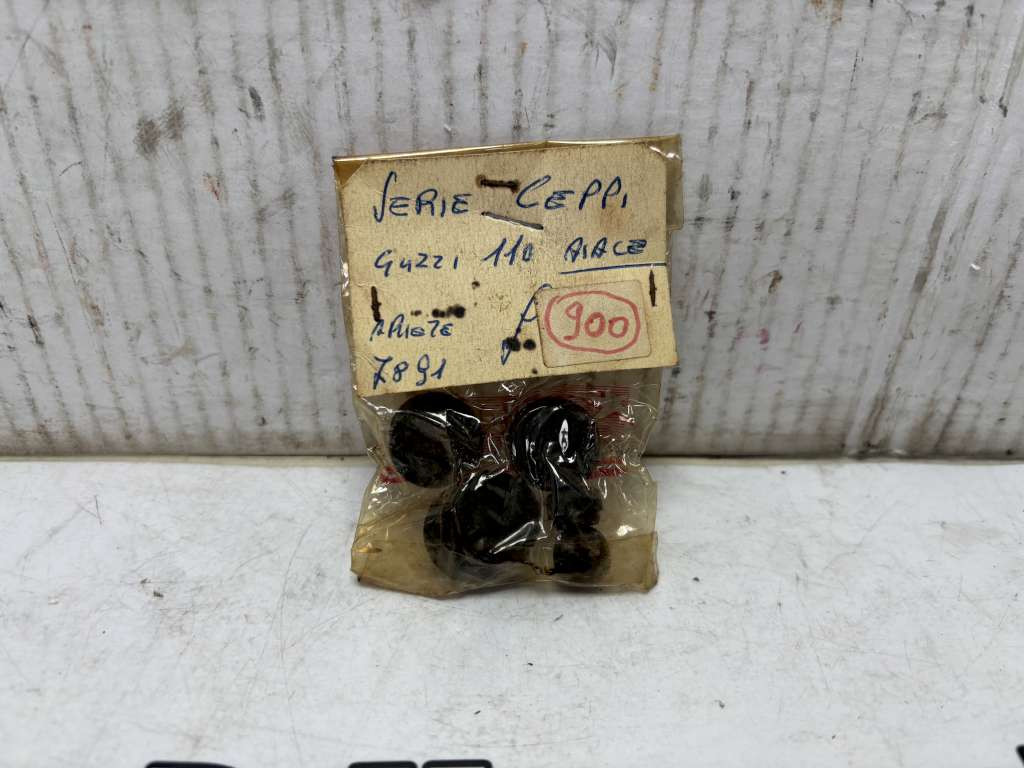 SERIE CEPPI
GUZZI 110 AIACE
ARIETE
900
7891